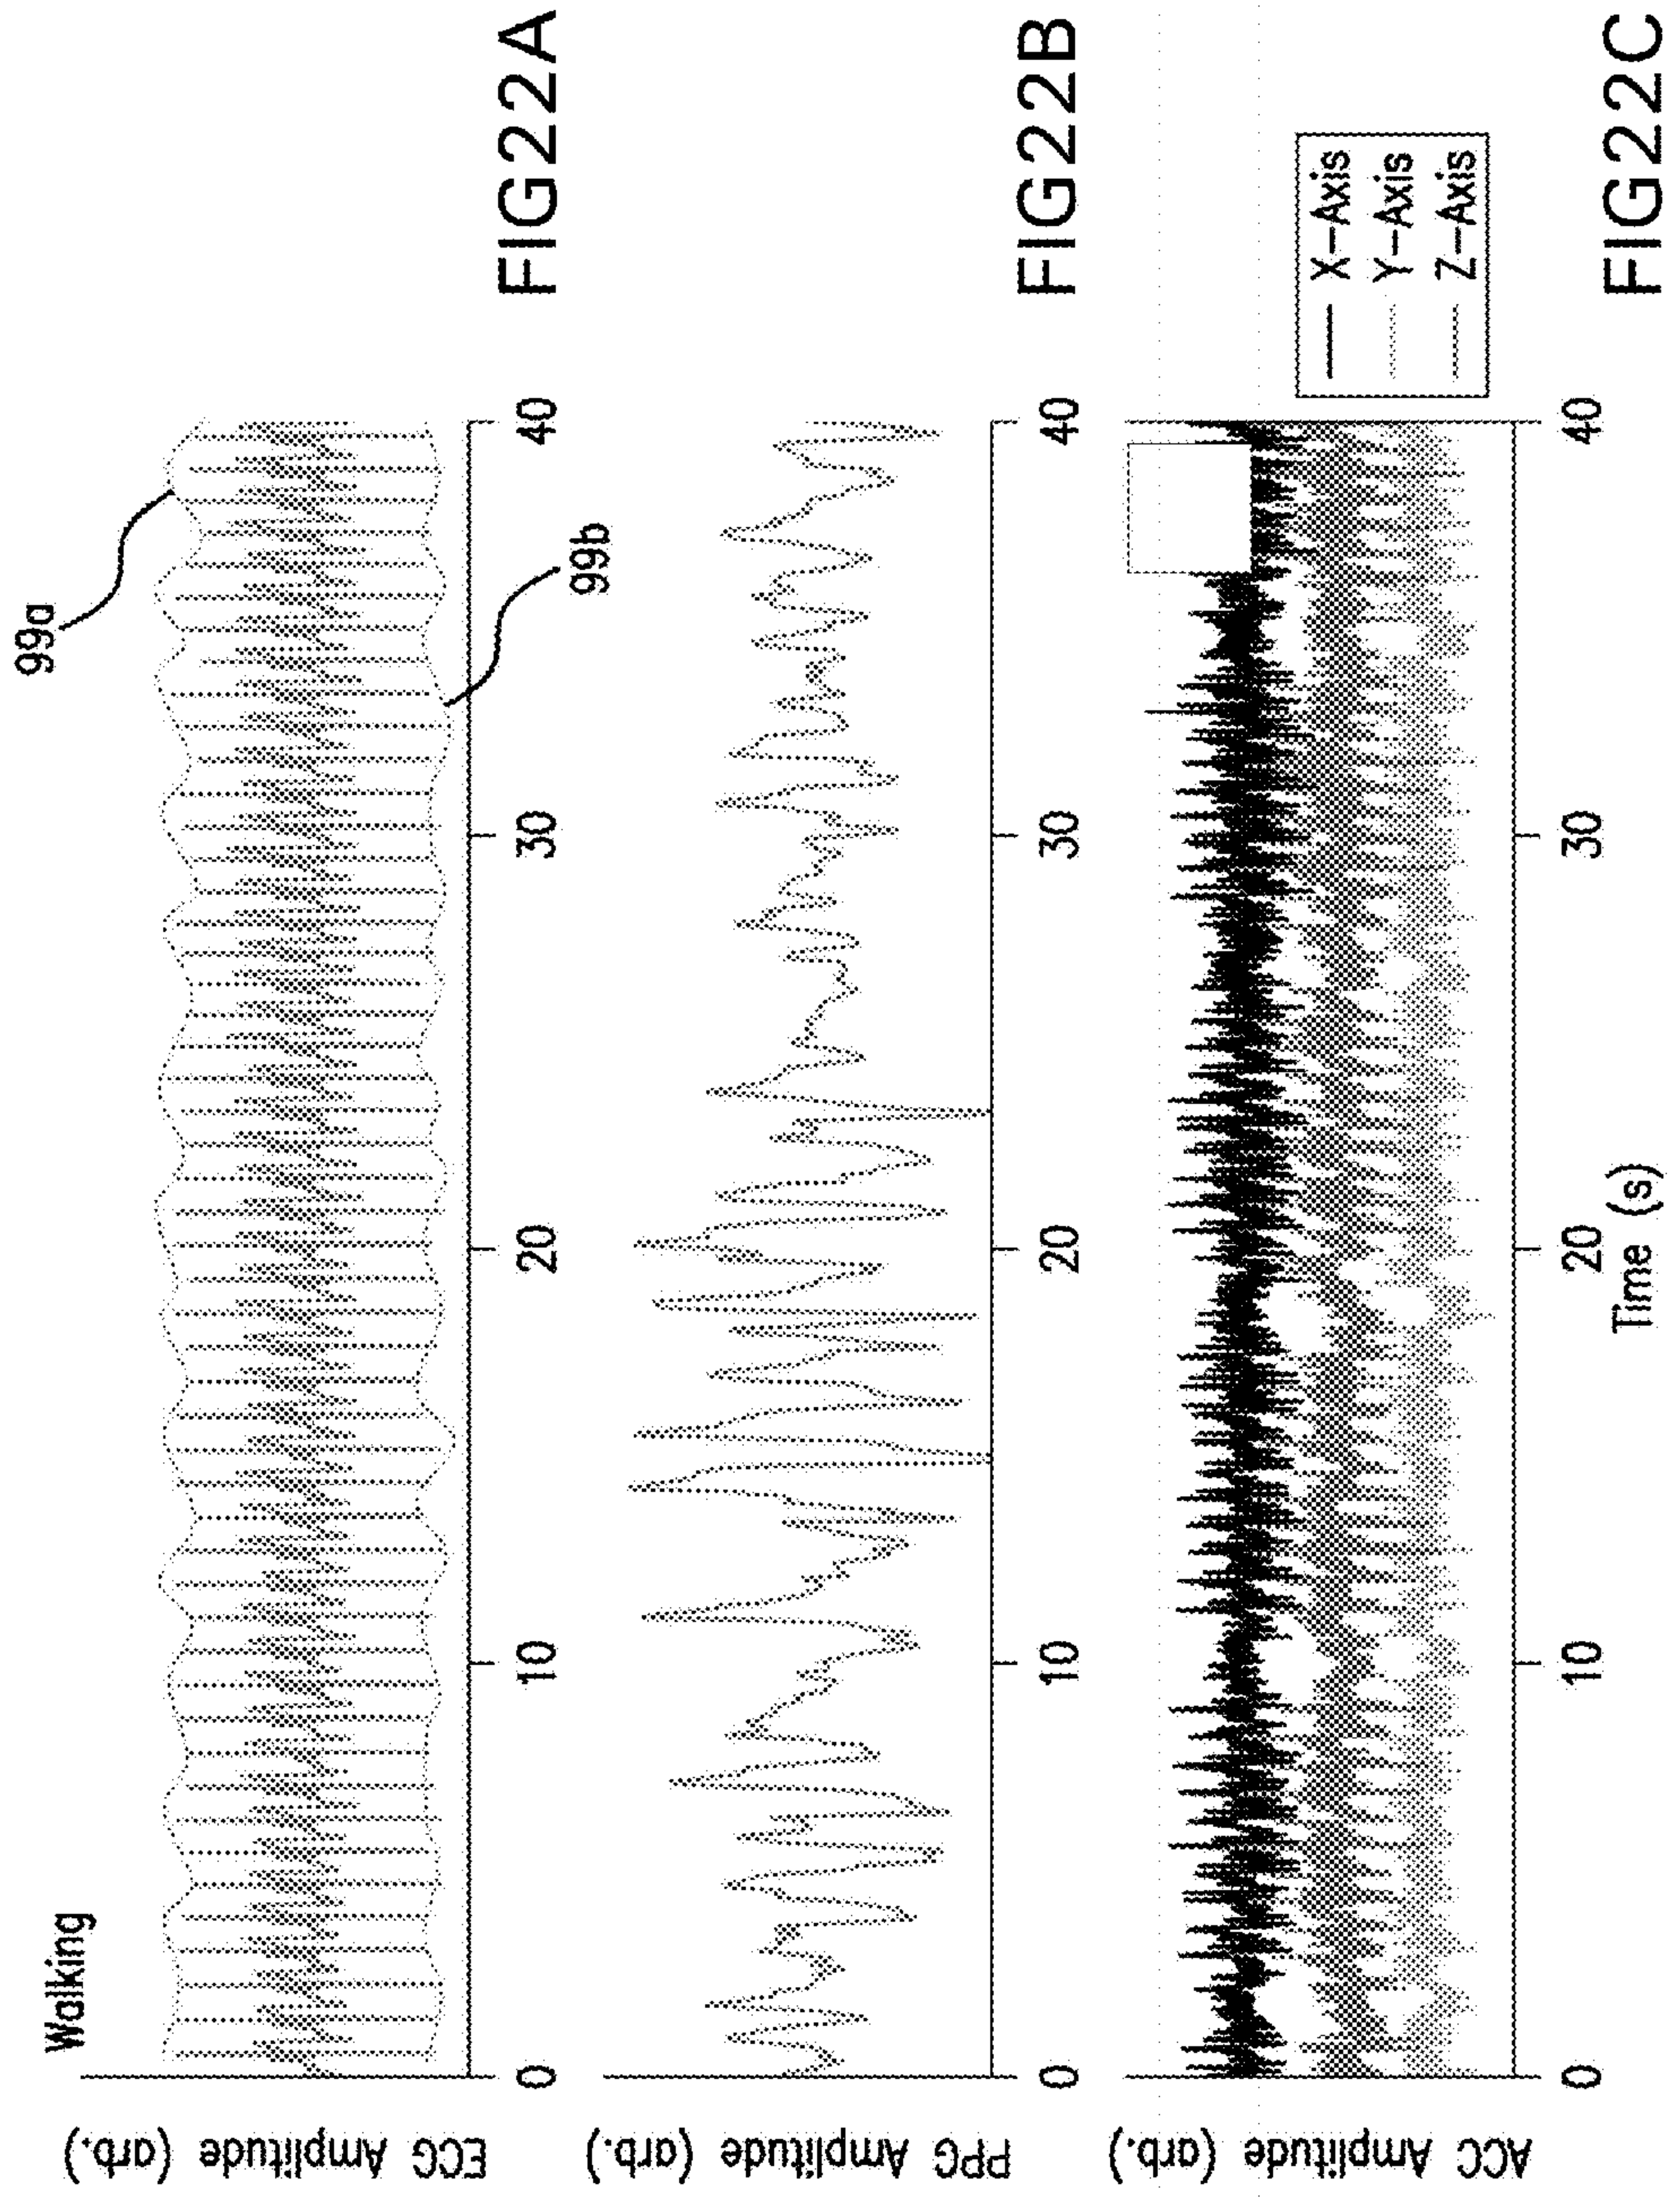 Walking
99a
ECG Amplitude (arb.)
99b
0 10 20 30 40
FIG22A
PPG Amplitude (arb.)
0 10 20 30 40
FIG22B
ACC Amplitude (arb.)
X-Axis
Y-Axis
Z-Axis
0 10 20 30 40
Time (s)
FIG22C